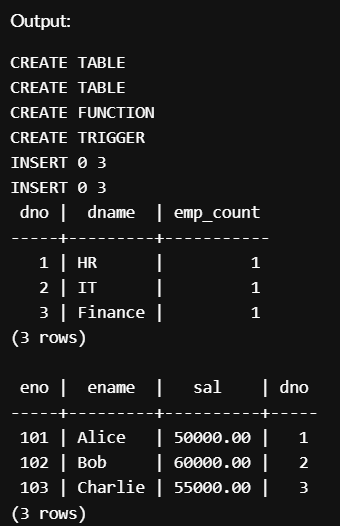 Output:
CREATE TABLE
CREATE TABLE
CREATE FUNCTION
CREATE TRIGGER
INSERT 0 3
INSERT 0 3
 dno |  dname  | emp_count
-----+---------+-----------
   1 | HR      |         1
   2 | IT      |         1
   3 | Finance |         1
(3 rows)

 eno |  ename  |   sal    | dno
-----+---------+----------+-----
 101 | Alice   | 50000.00 |   1
 102 | Bob     | 60000.00 |   2
 103 | Charlie | 55000.00 |   3
(3 rows)